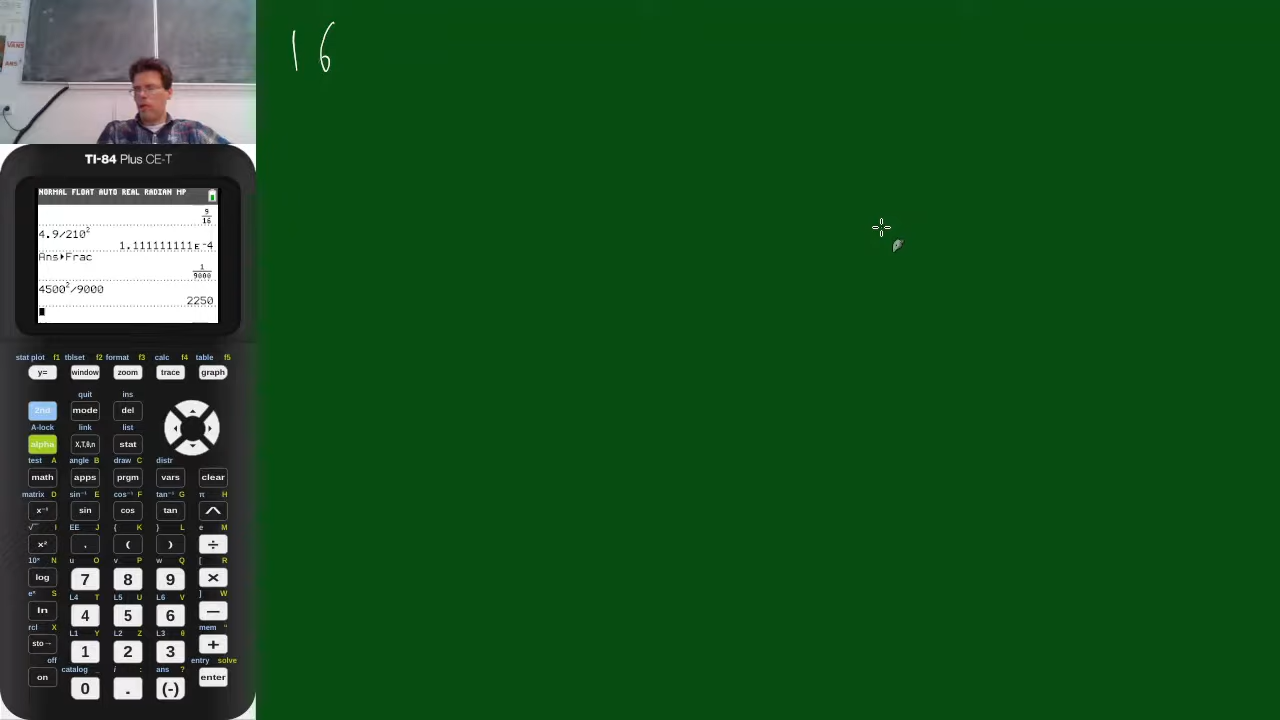 16
VANS
TI-84 Plus CE-T
NORMAL FLOAT AUTO REAL RADIAN MP
9
16
4.9/210²
1.111111111ᴇ-4
Ans▸Frac
1
9000
4500²/9000
2250
stat plot f1 tblset f2 format f3 calc f4 table f5
y= window zoom trace graph
quit ins
2nd mode del
A-lock link list
alpha X,T,θ,n stat
test A angle B draw C distr
math apps prgm vars clear
matrix D sin⁻¹ E cos⁻¹ F tan⁻¹ G π H
x⁻¹ sin cos tan ^
√‾ I EE J { K } L e M
x² , ( ) ÷
10ˣ N u O v P w Q [ R
log 7 8 9 ×
eˣ S L4 T L5 U L6 V ] W
ln 4 5 6 −
rcl X L1 Y L2 Z L3 θ mem "
sto→ 1 2 3 +
off catalog _ i : ans ? entry solve
on 0 . (-) enter